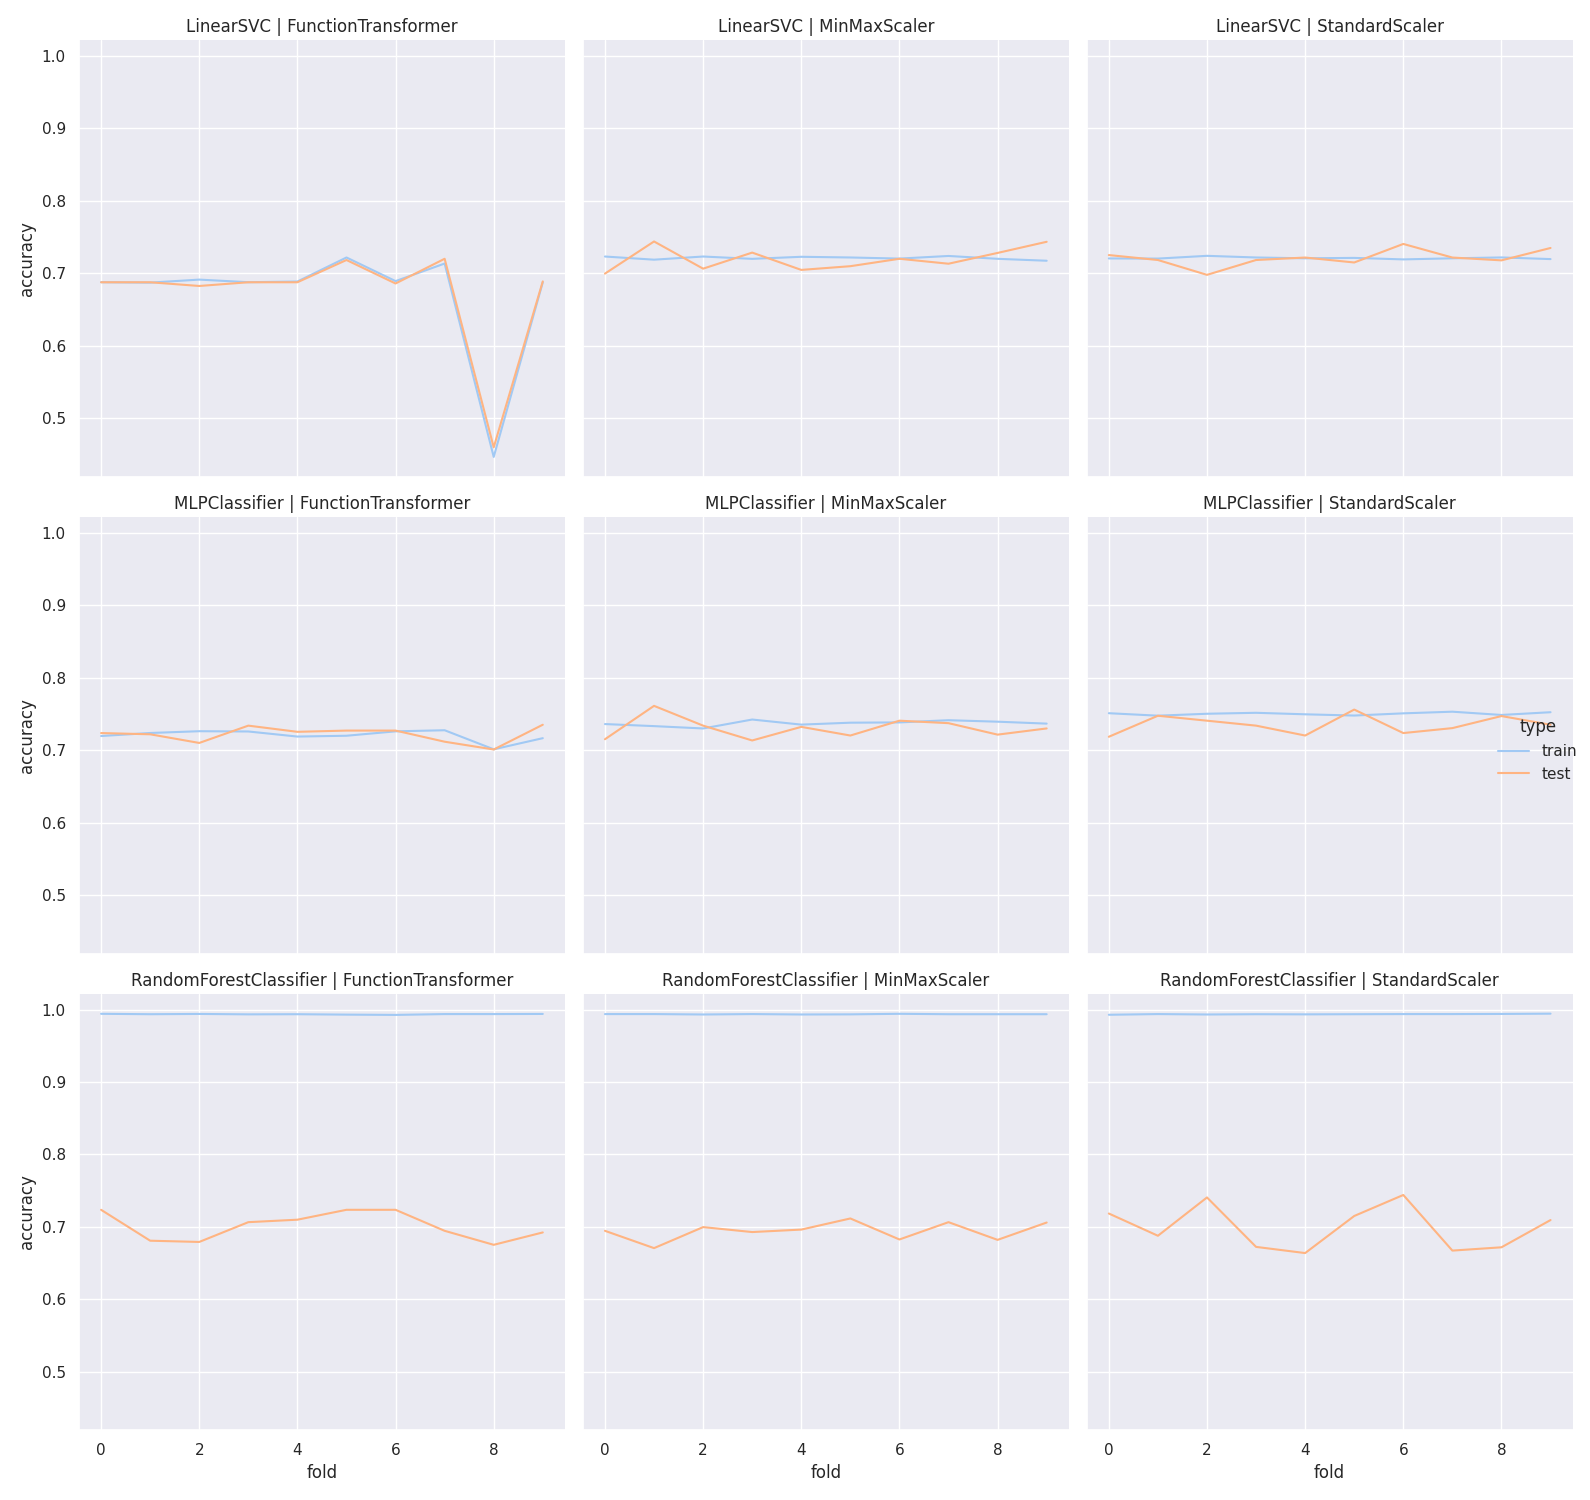 LinearSVC | FunctionTransformer
LinearSVC | MinMaxScaler
LinearSVC | StandardScaler
1.0
0.9
0.8
0.7
0.6
0.5
accuracy
MLPClassifier | FunctionTransformer
MLPClassifier | MinMaxScaler
MLPClassifier | StandardScaler
1.0
0.9
0.8
0.7
0.6
0.5
accuracy
type
train
test
RandomForestClassifier | FunctionTransformer
RandomForestClassifier | MinMaxScaler
RandomForestClassifier | StandardScaler
1.0
0.9
0.8
0.7
0.6
0.5
accuracy
0 2 4 6 8
0 2 4 6 8
0 2 4 6 8
fold
fold
fold